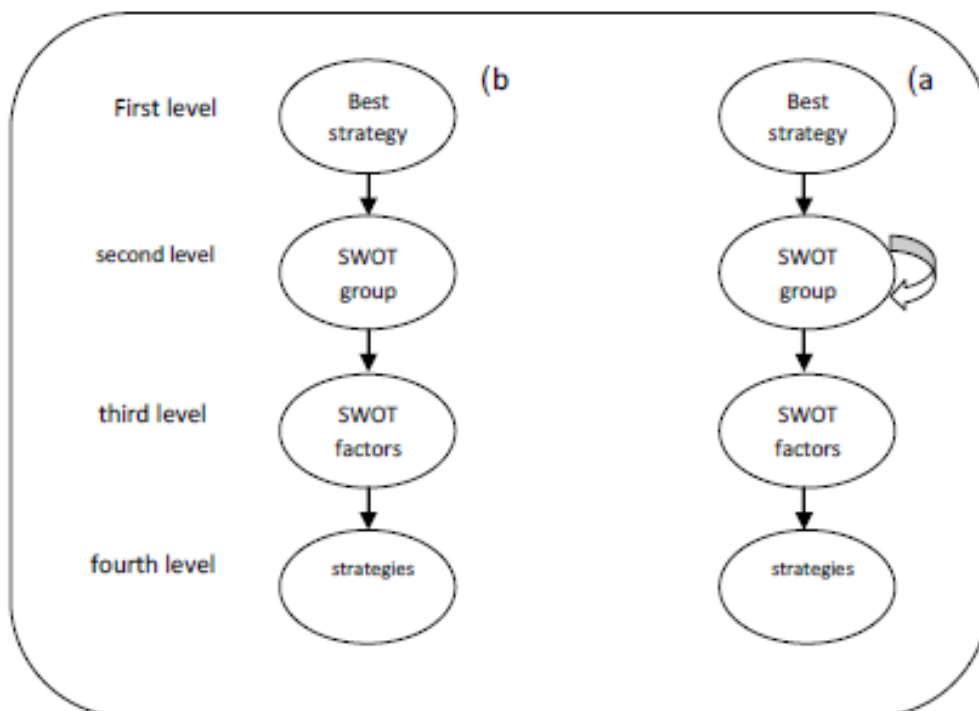 (b
(a
First level
Best
strategy
Best
strategy
second level
SWOT
group
SWOT
group
third level
SWOT
factors
SWOT
factors
fourth level
strategies
strategies